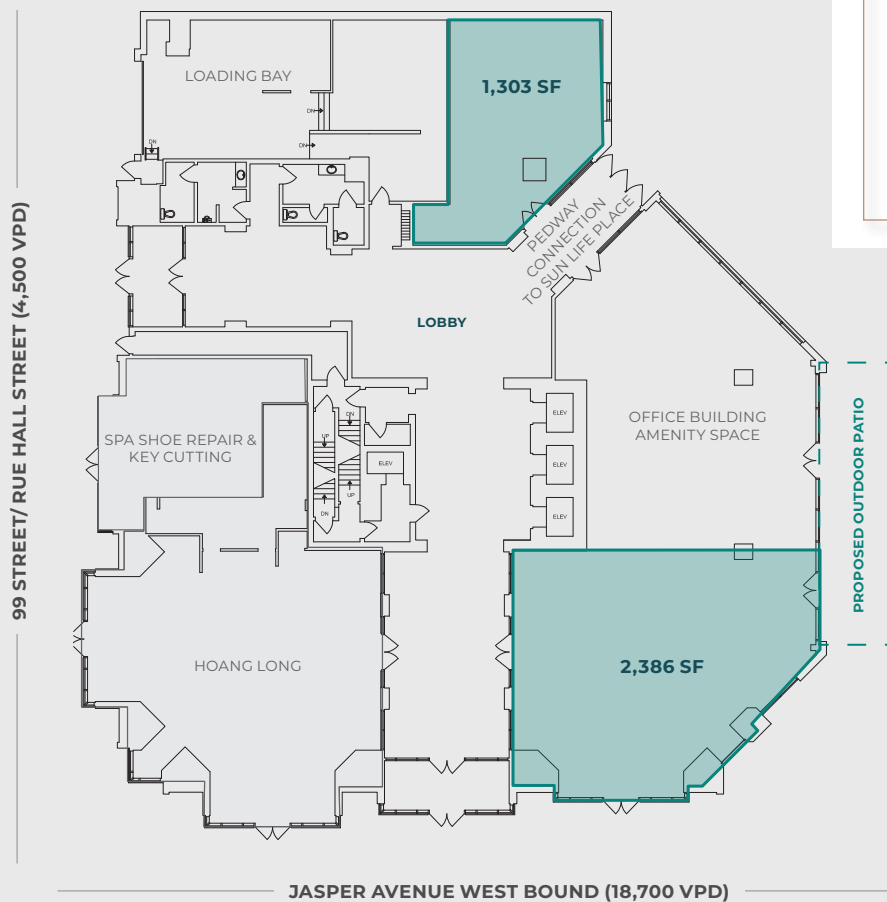 LOADING BAY
1,303 SF
DN
DN
DN
PEDWAY
CONNECTION
TO SUN LIFE PLACE
LOBBY
99 STREET/ RUE HALL STREET (4,500 VPD)
SPA SHOE REPAIR &
KEY CUTTING
UP
DN
DN
UP
ELEV
ELEV
ELEV
ELEV
OFFICE BUILDING
AMENITY SPACE
PROPOSED OUTDOOR PATIO
HOANG LONG
2,386 SF
JASPER AVENUE WEST BOUND (18,700 VPD)